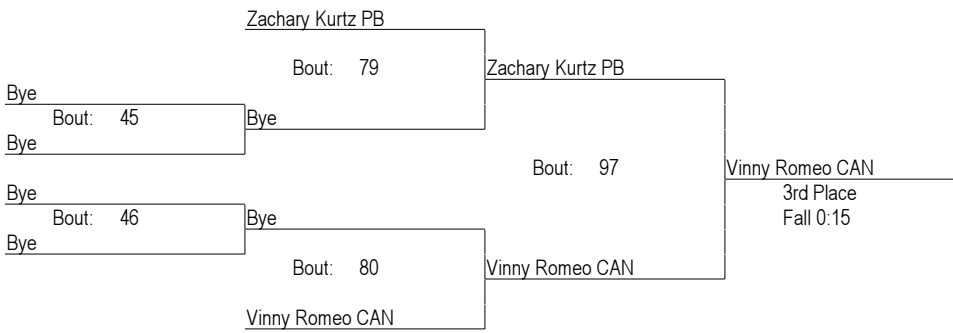 Zachary Kurtz PB
Bout: 79
Zachary Kurtz PB
Bye
Bout: 45
Bye
Bye
Bout: 97
Vinny Romeo CAN
3rd Place
Fall 0:15
Bye
Bout: 46
Bye
Bye
Bout: 80
Vinny Romeo CAN
Vinny Romeo CAN